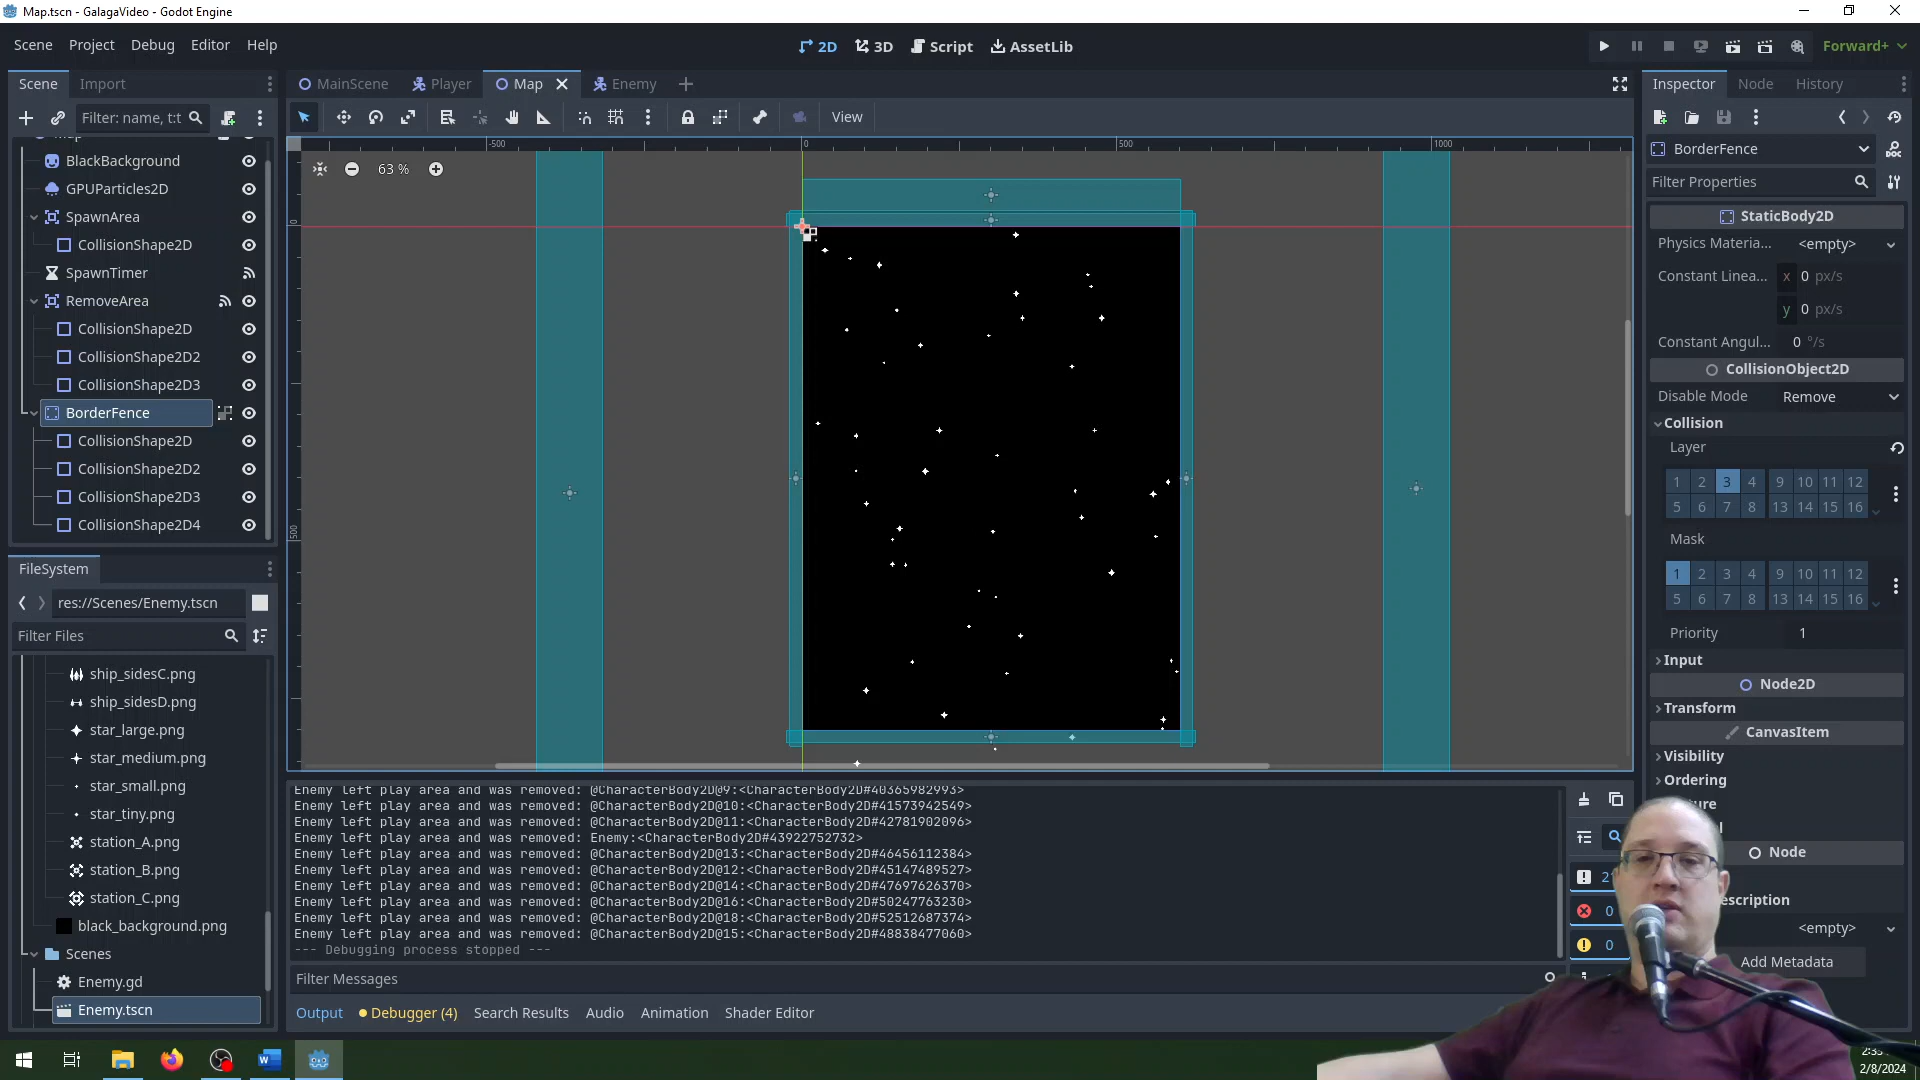 Map.tscn - GalagaVideo - Godot Engine
Scene Project Debug Editor Help
2D 3D Script AssetLib
Forward+
Scene Import
MainScene Player Map Enemy
Inspector Node History
Filter: name, t:t
View
BorderFence
Filter Properties
BlackBackground
GPUParticles2D
SpawnArea
CollisionShape2D
SpawnTimer
RemoveArea
CollisionShape2D
CollisionShape2D2
CollisionShape2D3
BorderFence
CollisionShape2D
CollisionShape2D2
CollisionShape2D3
CollisionShape2D4
-500 0 500 1000
63 %
0
500
StaticBody2D
Physics Materia... <empty>
Constant Linea... x 0 px/s
y 0 px/s
Constant Angul... 0 °/s
CollisionObject2D
Disable Mode Remove
Collision
Layer
1 2 3 4 9 10 11 12
5 6 7 8 13 14 15 16
Mask
1 2 3 4 9 10 11 12
5 6 7 8 13 14 15 16
Priority 1
Input
Node2D
Transform
CanvasItem
Visibility
Ordering
Node
<empty>
Add Metadata
FileSystem
res://Scenes/Enemy.tscn
Filter Files
ship_sidesC.png
ship_sidesD.png
star_large.png
star_medium.png
star_small.png
star_tiny.png
station_A.png
station_B.png
station_C.png
black_background.png
Scenes
Enemy.gd
Enemy.tscn
Enemy left play area and was removed: @CharacterBody2D@9:<CharacterBody2D#40365982993>
Enemy left play area and was removed: @CharacterBody2D@10:<CharacterBody2D#41573942549>
Enemy left play area and was removed: @CharacterBody2D@11:<CharacterBody2D#42781902096>
Enemy left play area and was removed: Enemy:<CharacterBody2D#43922752732>
Enemy left play area and was removed: @CharacterBody2D@13:<CharacterBody2D#46456112384>
Enemy left play area and was removed: @CharacterBody2D@12:<CharacterBody2D#45147489527>
Enemy left play area and was removed: @CharacterBody2D@14:<CharacterBody2D#47697626370>
Enemy left play area and was removed: @CharacterBody2D@16:<CharacterBody2D#50247763230>
Enemy left play area and was removed: @CharacterBody2D@18:<CharacterBody2D#52512687374>
Enemy left play area and was removed: @CharacterBody2D@15:<CharacterBody2D#48838477060>
--- Debugging process stopped ---
Filter Messages
0
0
Output Debugger (4) Search Results Audio Animation Shader Editor
2/8/2024